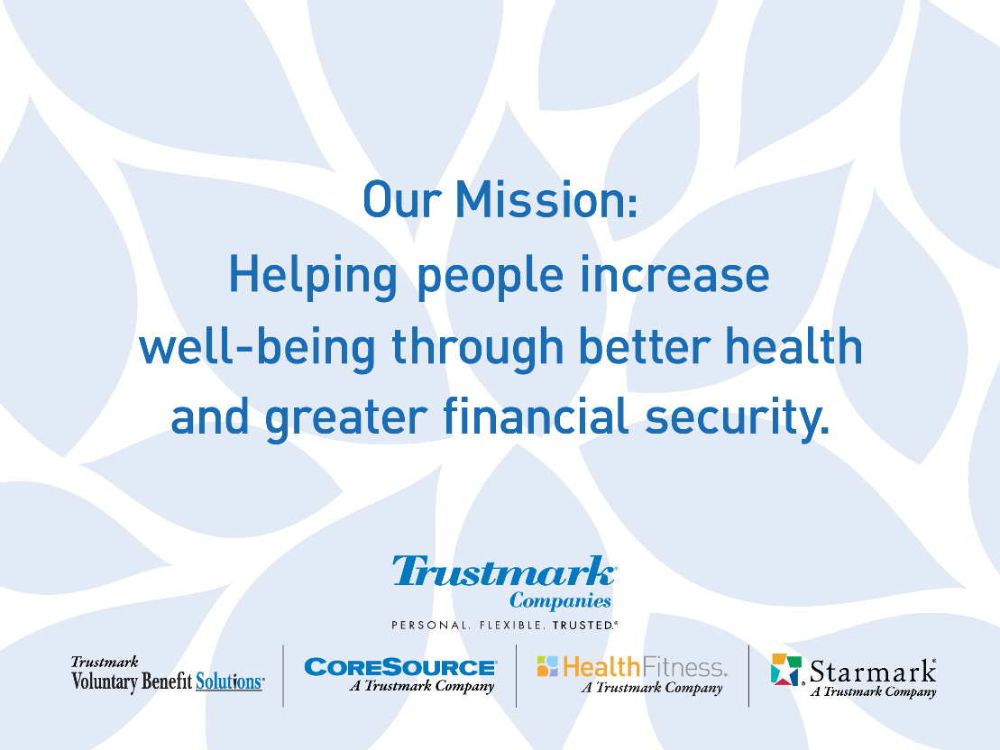 Our Mission:
Helping people increase
well-being through better health
and greater financial security.
Trustmark®
Companies
PERSONAL. FLEXIBLE. TRUSTED.®
Trustmark
Voluntary Benefit Solutions®
CORESOURCE®
A Trustmark Company
HealthFitness®
A Trustmark Company
Starmark®
A Trustmark Company